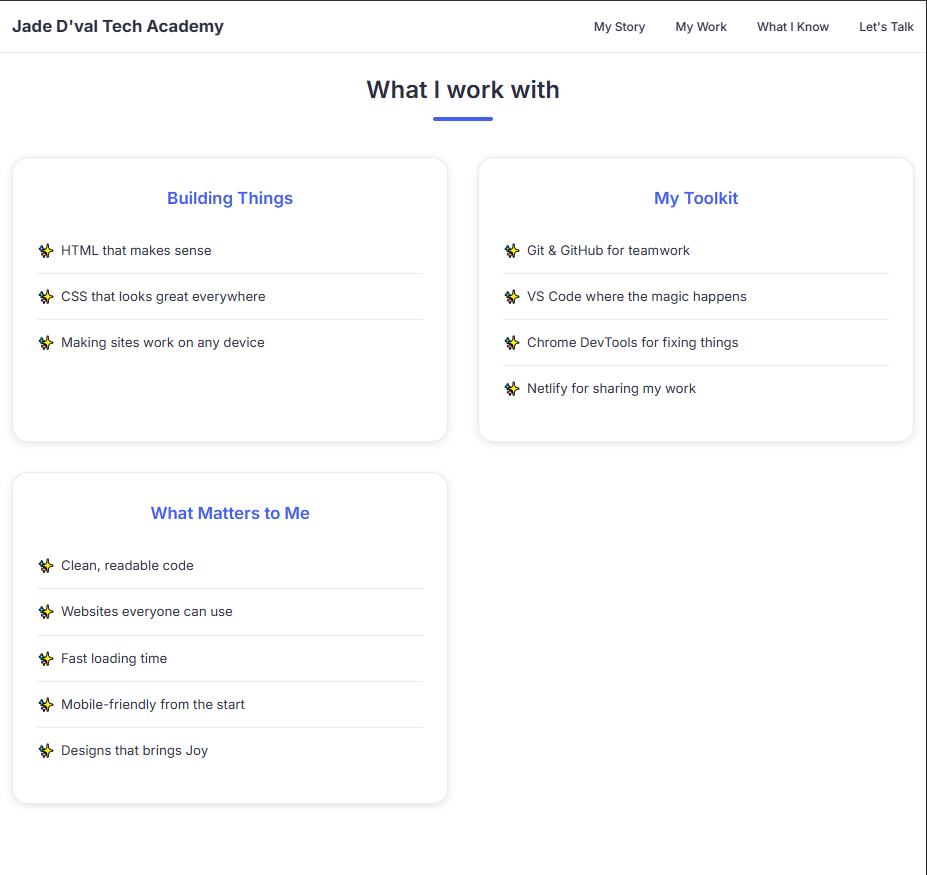 Jade D'val Tech Academy
My Story
My Work
What I Know
Let's Talk
What I work with
Building Things
HTML that makes sense
CSS that looks great everywhere
Making sites work on any device
My Toolkit
Git & GitHub for teamwork
VS Code where the magic happens
Chrome DevTools for fixing things
Netlify for sharing my work
What Matters to Me
Clean, readable code
Websites everyone can use
Fast loading time
Mobile-friendly from the start
Designs that brings Joy